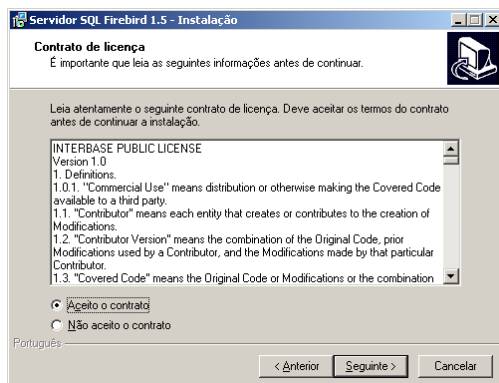 Servidor SQL Firebird 1.5 - Instalação
Contrato de licença
É importante que leia as seguintes informações antes de continuar.
Leia atentamente o seguinte contrato de licença. Deve aceitar os termos do contrato
antes de continuar a instalação.
INTERBASE PUBLIC LICENSE
Version 1.0
1. Definitions.
1.0.1. "Commercial Use" means distribution or otherwise making the Covered Code
available to a third party.
1.1. "Contributor" means each entity that creates or contributes to the creation of
Modifications.
1.2. "Contributor Version" means the combination of the Original Code, prior
Modifications used by a Contributor, and the Modifications made by that particular
Contributor.
1.3. "Covered Code" means the Original Code or Modifications or the combination
Aceito o contrato
Não aceito o contrato
Português
< Anterior
Seguinte >
Cancelar